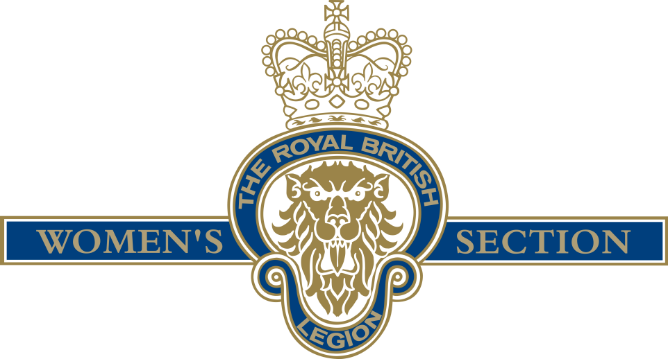 THE ROYAL BRITISH
WOMEN'S SECTION
LEGION